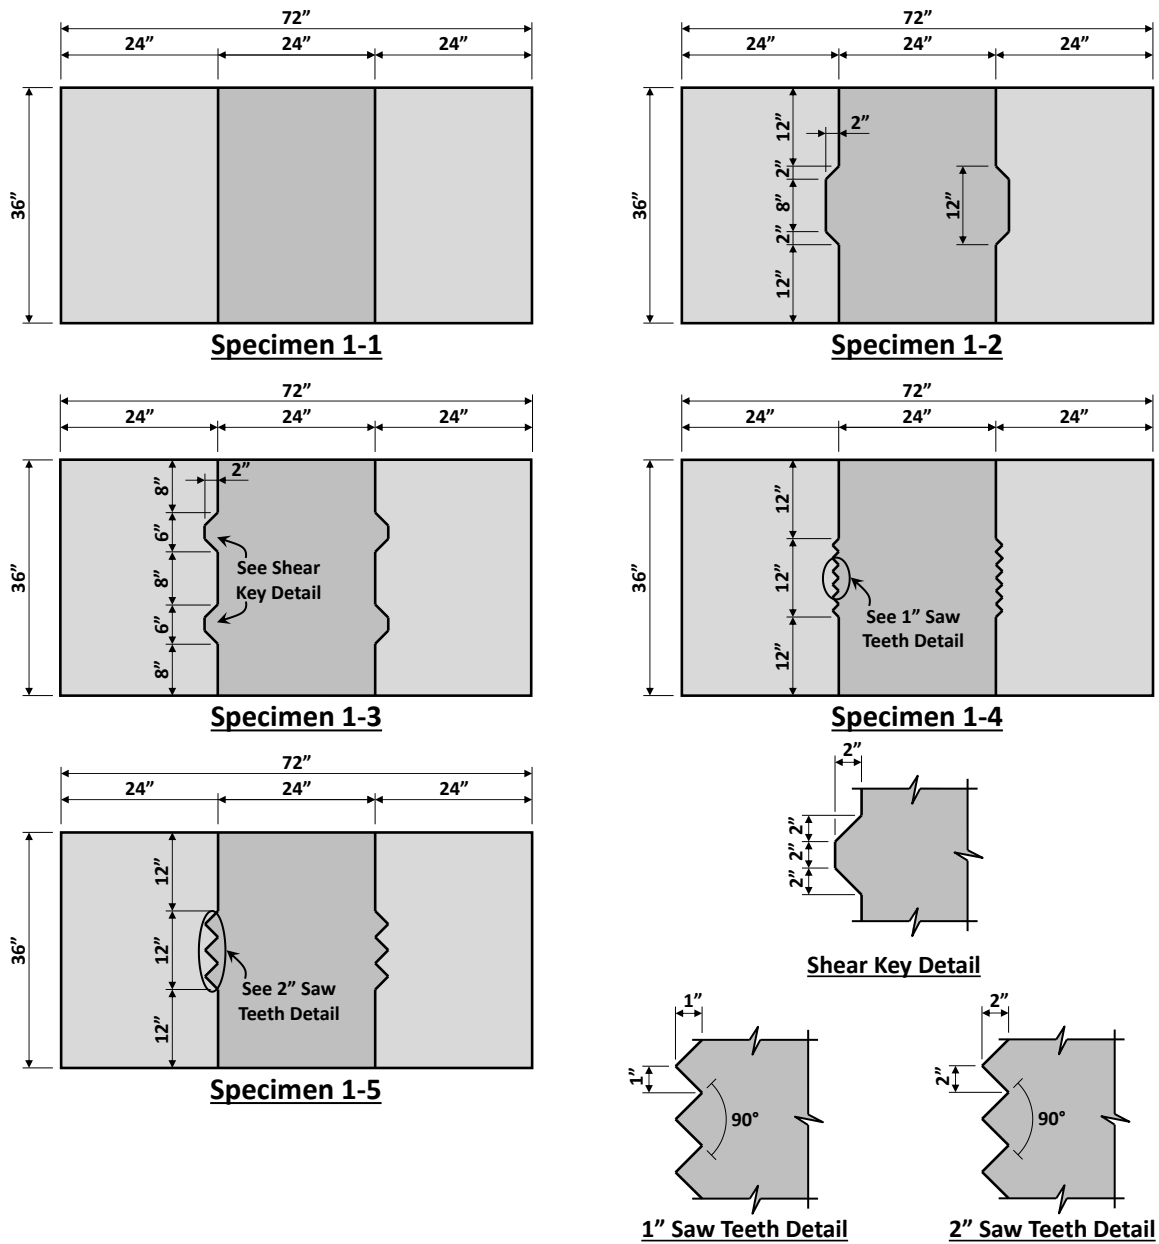 72”
24” 24” 24”
36”
Specimen 1-1
72”
24” 24” 24”
36”
12”
2”
2”
8”
2”
12”
12”
Specimen 1-2
72”
24” 24” 24”
36”
8”
2”
6”
8”
6”
8”
See Shear
Key Detail
Specimen 1-3
72”
24” 24” 24”
36”
12”
12”
12”
See 1” Saw
Teeth Detail
Specimen 1-4
72”
24” 24” 24”
36”
12”
12”
12”
See 2” Saw
Teeth Detail
Specimen 1-5
2”
2”
2”
2”
Shear Key Detail
1”
1”
90°
1” Saw Teeth Detail
2”
2”
90°
2” Saw Teeth Detail